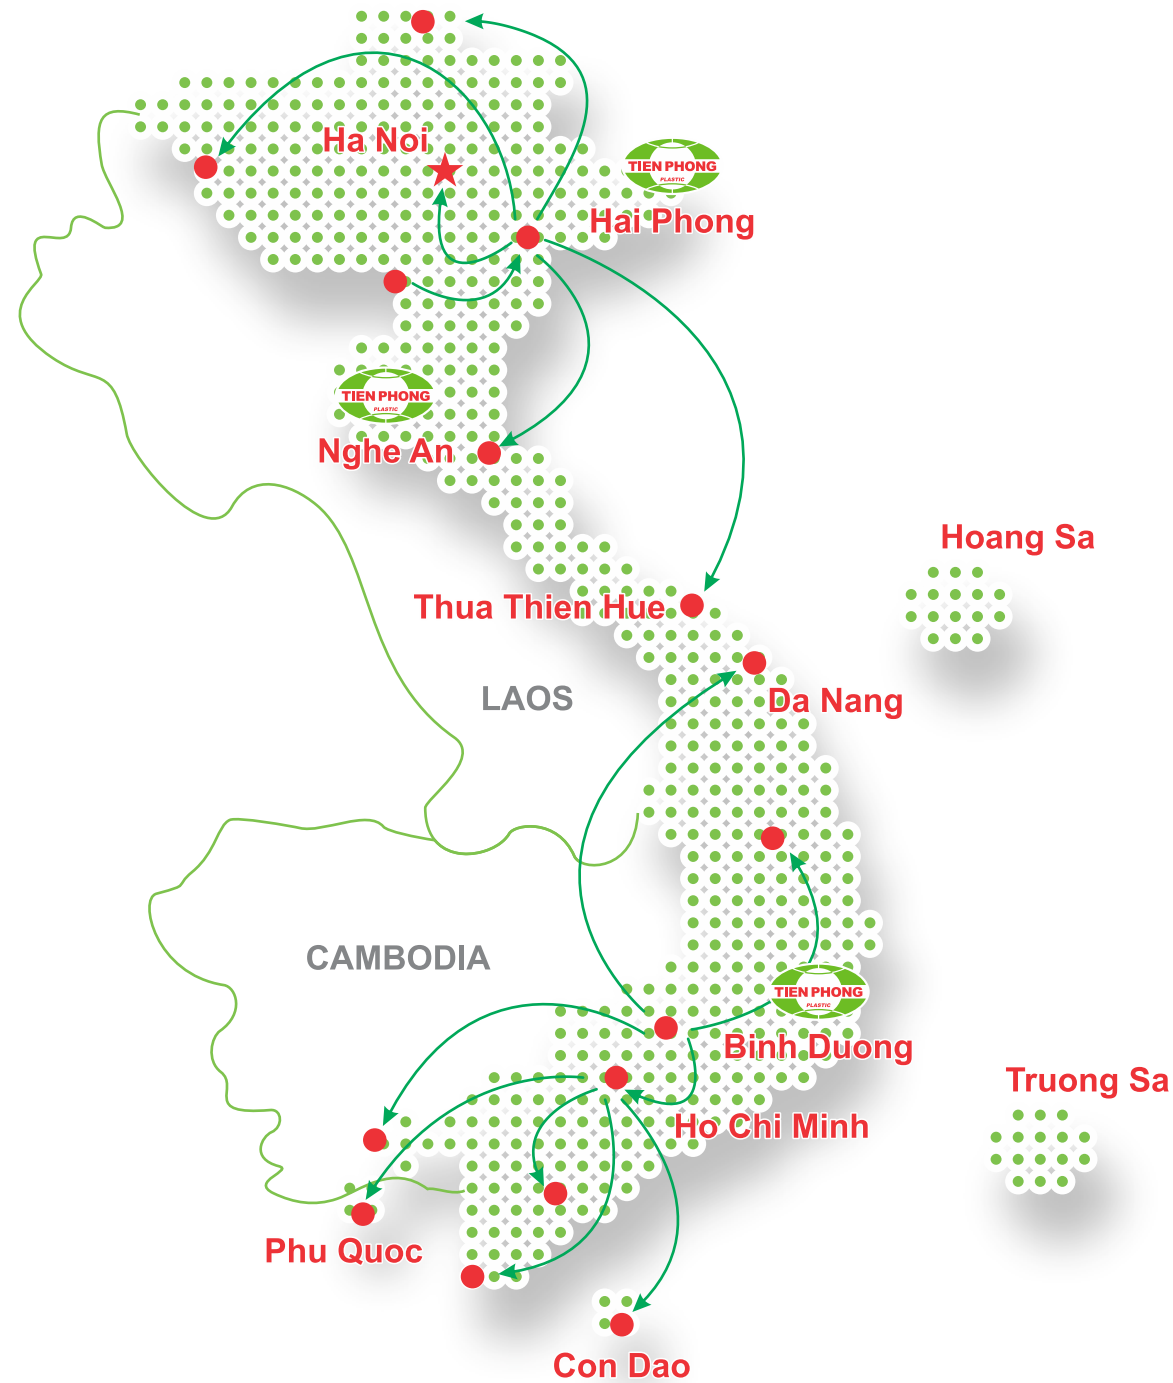 Ha Noi
TIEN PHONG
PLASTIC
Hai Phong
TIEN PHONG
PLASTIC
Nghe An
Hoang Sa
Thua Thien Hue
LAOS
Da Nang
CAMBODIA
TIEN PHONG
PLASTIC
Binh Duong
Truong Sa
Ho Chi Minh
Phu Quoc
Con Dao